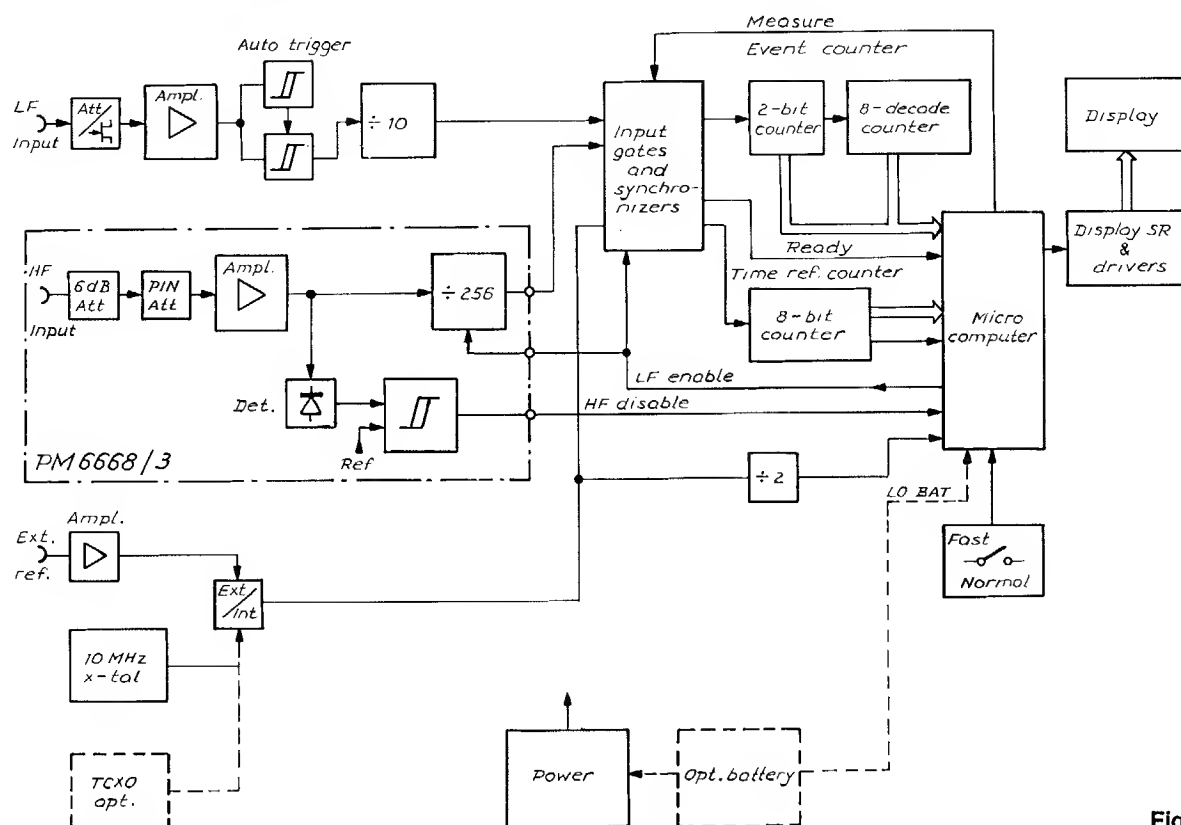 Measure
Event counter
Auto trigger
LF
Input
Att
Ampl.
÷ 10
Input
gates
and
synchro-
nizers
2-bit
counter
8-decade
counter
Display
Ready
Time ref. counter
8-bit
counter
Micro
computer
Display SR
&
drivers
HF
Input
6dB
Att
PIN
Att
Ampl.
÷ 256
Det.
Ref
PM6668/3
LF enable
HF disable
÷ 2
LO BAT
Fast
Normal
Ext.
ref.
Ampl.
Ext
Int
10 MHz
x-tal
TCXO
opt.
Power
Opt. battery
Fig